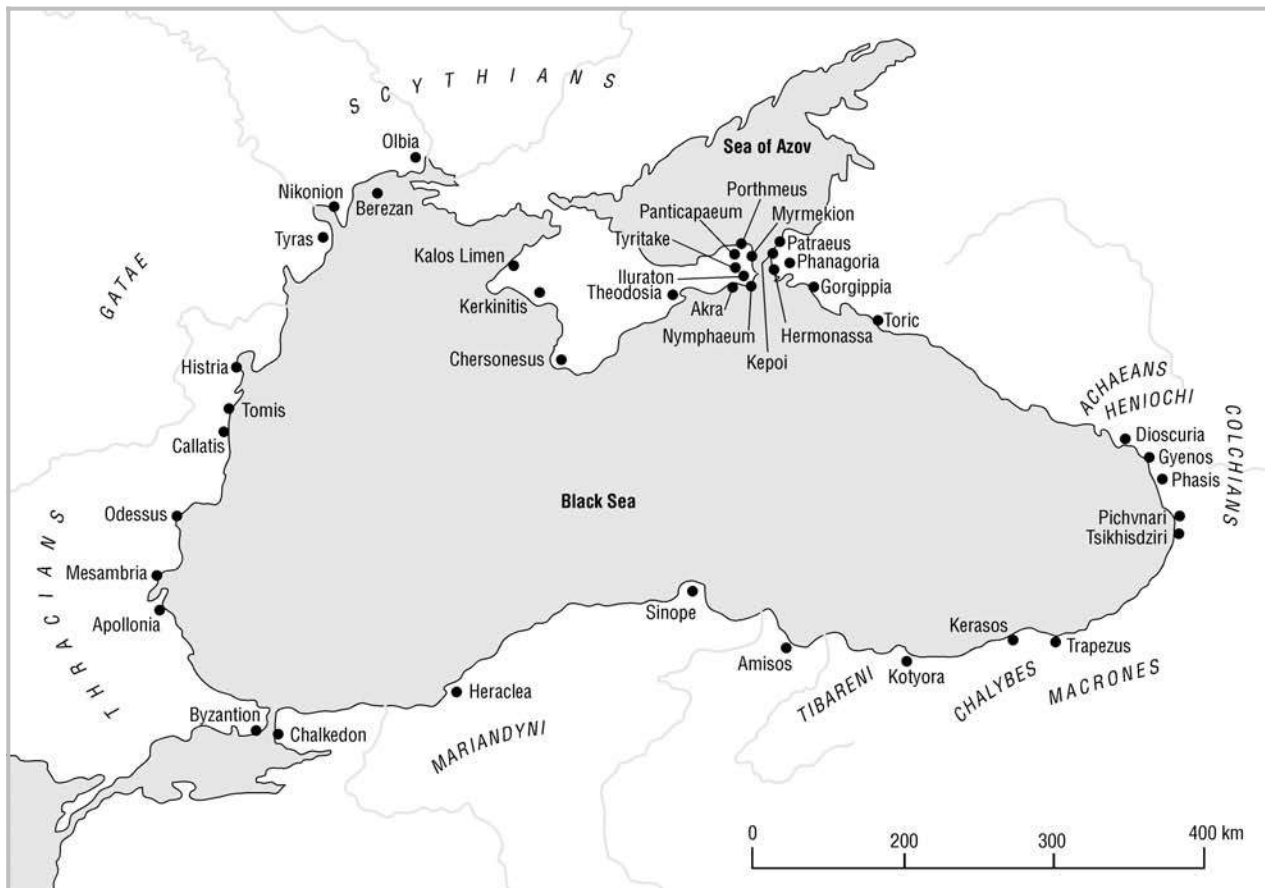 SCYTHIANS
Olbia
Sea of Azov
Nikonion
Berezan
Porthmeus
Panticapaeum
Myrmekion
Tyras
Tyritake
Patraeus
Kalos Limen
Phanagoria
Iluraton
GATAE
Kerkinitis
Theodosia
Gorgippia
Akra
Toric
Nymphaeum
Hermonassa
Chersonesus
Kepoi
Histria
ACHAEANS
HENIOCHI
COLCHIANS
Tomis
Callatis
Dioscuria
Gyenos
Phasis
Black Sea
Odessus
Pichvnari
Tsikhisdziri
THRACIANS
Mesambria
Apollonia
Sinope
Kerasos
Trapezus
Amisos
TIBARENI
Kotyora
CHALYBES
MACRONES
Heraclea
Byzantion
Chalkedon
MARIANDYNI
0 200 300 400 km